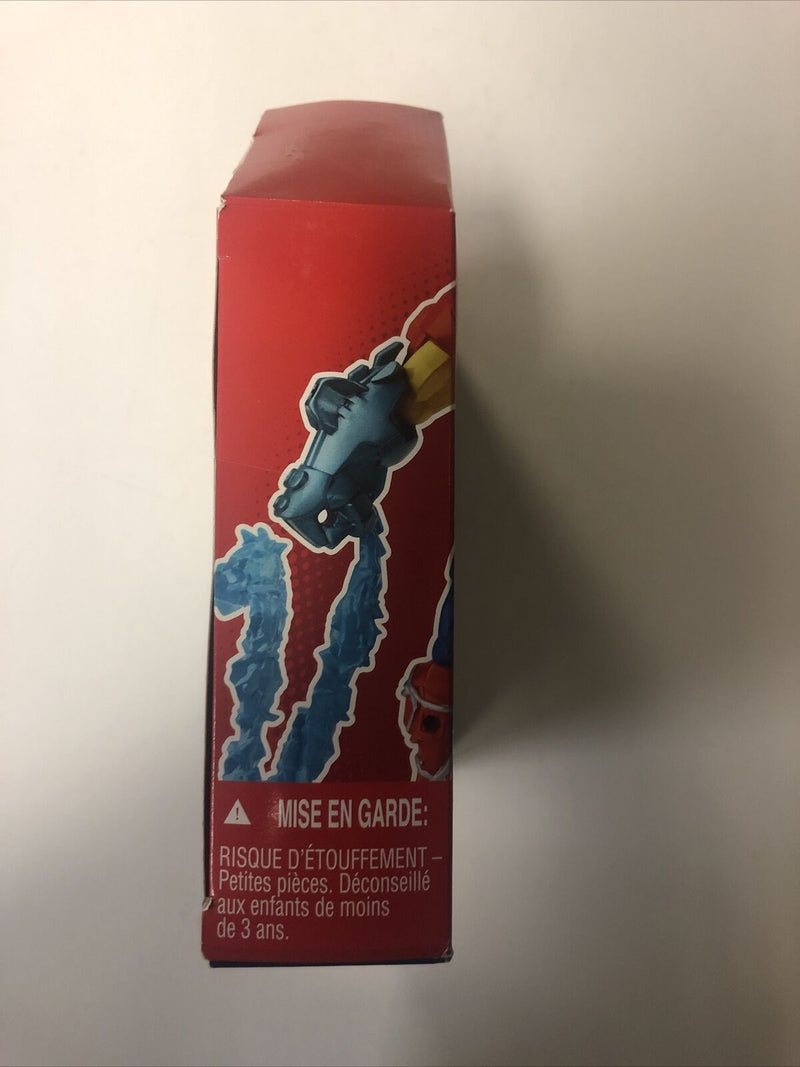 MISE EN GARDE:
RISQUE D'ÉTOUFFEMENT –
Petites pièces. Déconseillé
aux enfants de moins
de 3 ans.